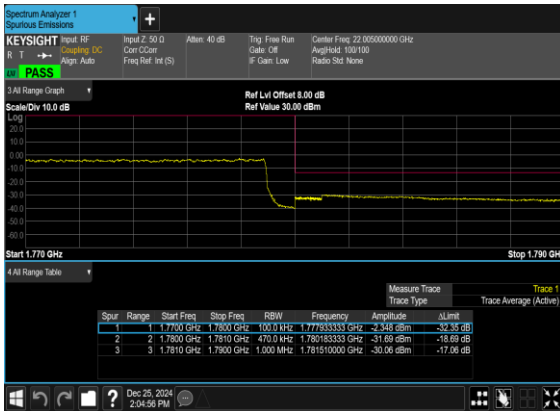 Spectrum Analyzer 1
Spurious Emissions
KEYSIGHT Input: RF Input Z: 50 Ω Atten: 40 dB Trig: Free Run Center Freq: 22.005000000 GHz
R T Coupling: DC Corr CCorr Gate: Off Avg|Hold: 100/100
Align: Auto Freq Ref: Int (S) IF Gain: Low Radio Std: None
PASS
3 All Range Graph
Ref Lvl Offset 8.00 dB
Scale/Div 10.0 dB Ref Value 30.00 dBm
Log
20.0
10.0
0.00
-10.0
-20.0
-30.0
-40.0
-50.0
-60.0
Start 1.770 GHz Stop 1.790 GH
4 All Range Table
Measure Trace Trace 1
Trace Type Trace Average (Active)
Spur Range Start Freq Stop Freq RBW Frequency Amplitude ΔLimit
1 1 1.7700 GHz 1.7800 GHz 100.0 kHz 1.777933333 GHz -2.348 dBm -32.35 dB
2 2 1.7800 GHz 1.7810 GHz 470.0 kHz 1.780183333 GHz -31.69 dBm -18.69 dB
3 3 1.7810 GHz 1.7900 GHz 1.000 MHz 1.781510000 GHz -30.06 dBm -17.06 dB
Dec 25, 2024
2:04:56 PM